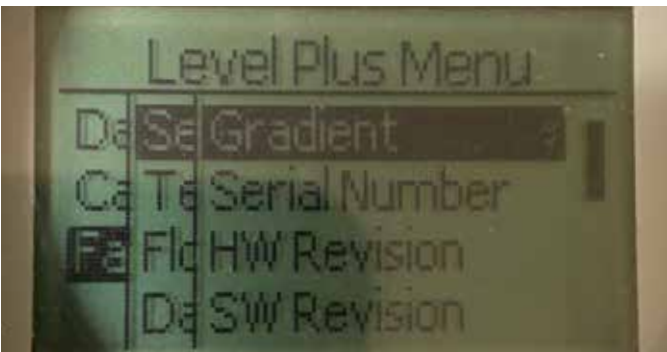 Level Plus Menu
Da Se Gradient
Ca Te Serial Number
Fa Flo HW Revision
Da SW Revision